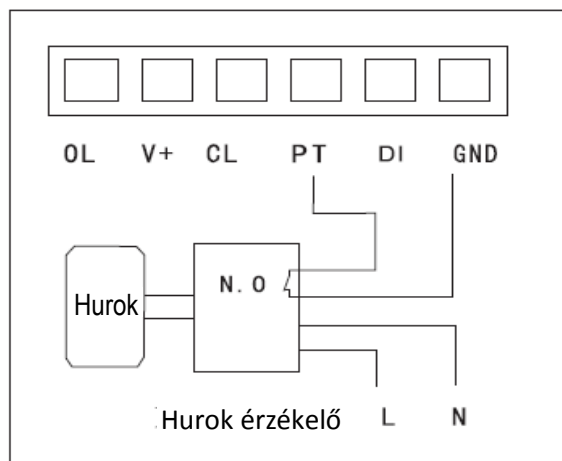 OL V+ CL PT DI GND
N.O
Hurok
Hurok érzékelő L N